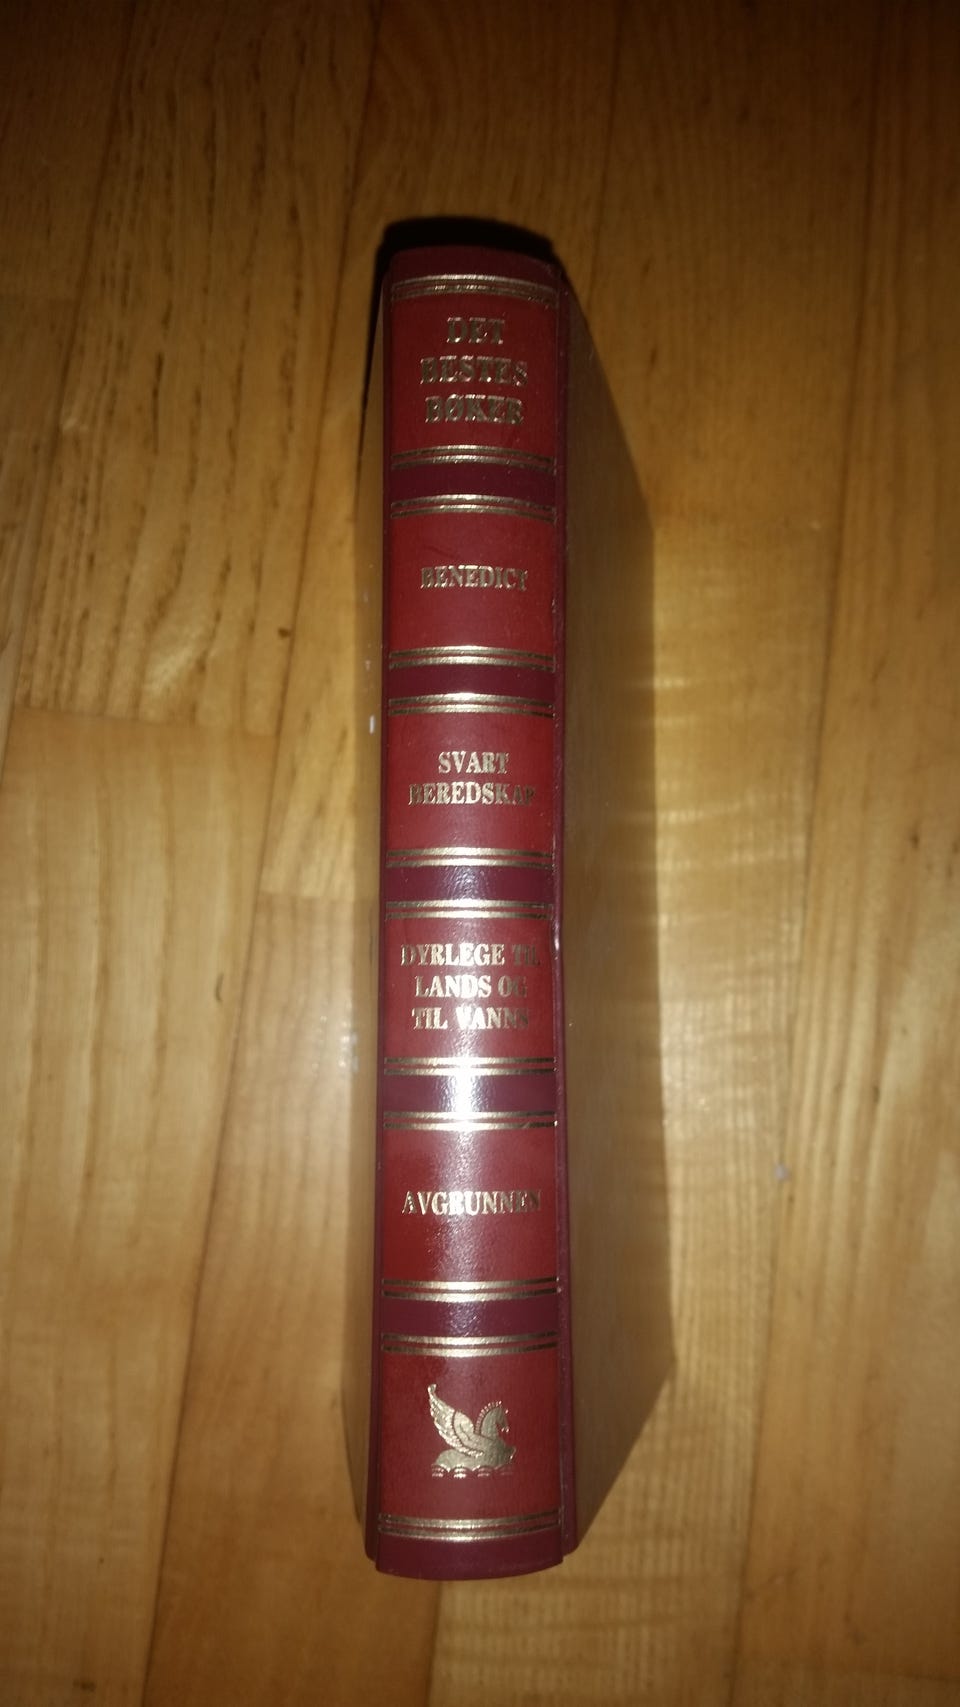 DET
BESTES
BØKER
BENEDICT
SVART
BEREDSKAP
DYRLEGE TIL
LANDS OG
TIL VANNS
AVGRUNNEN